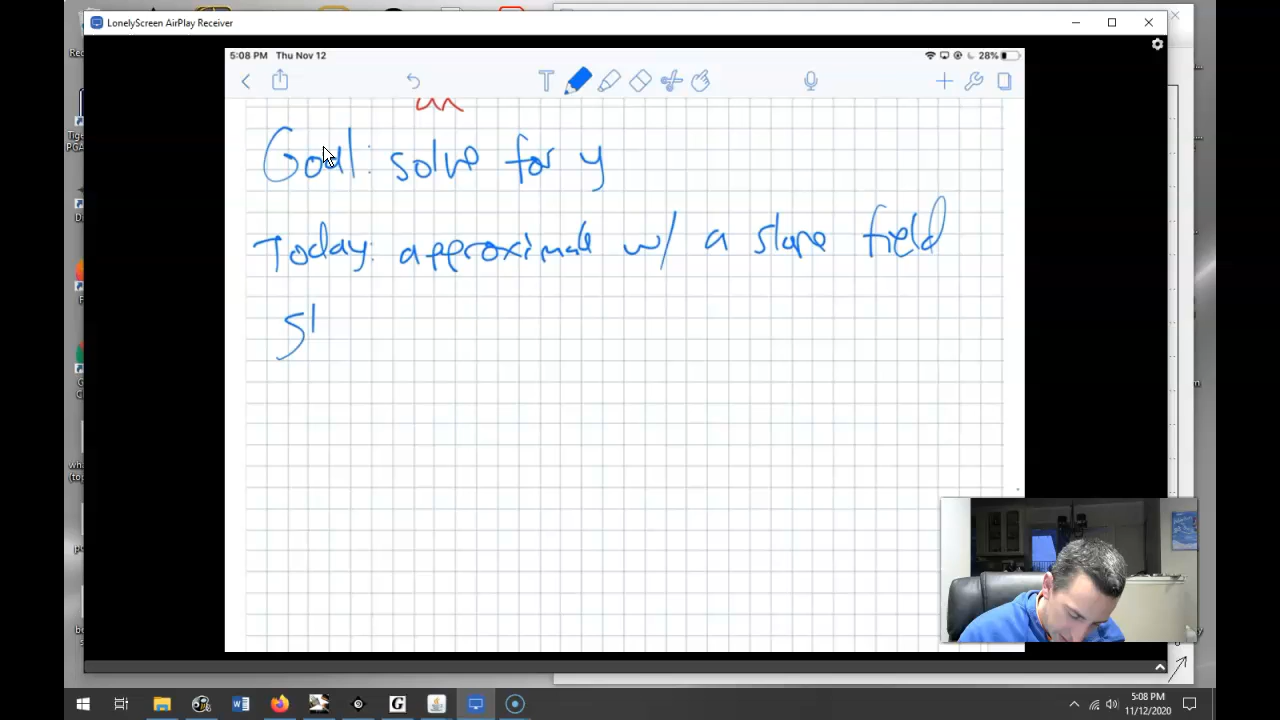 LonelyScreen AirPlay Receiver
5:08 PM Thu Nov 12
28%
T
Goal: solve for y
Today: approximate w/ a slope field
Sl
W
G
5:08 PM
11/12/2020